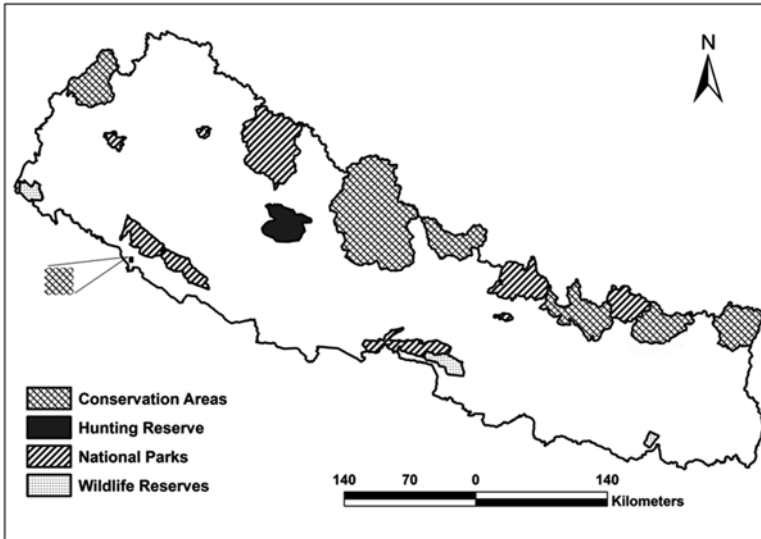 N
Conservation Areas
Hunting Reserve
National Parks
Wildlife Reserves
140 70 0 140
Kilometers